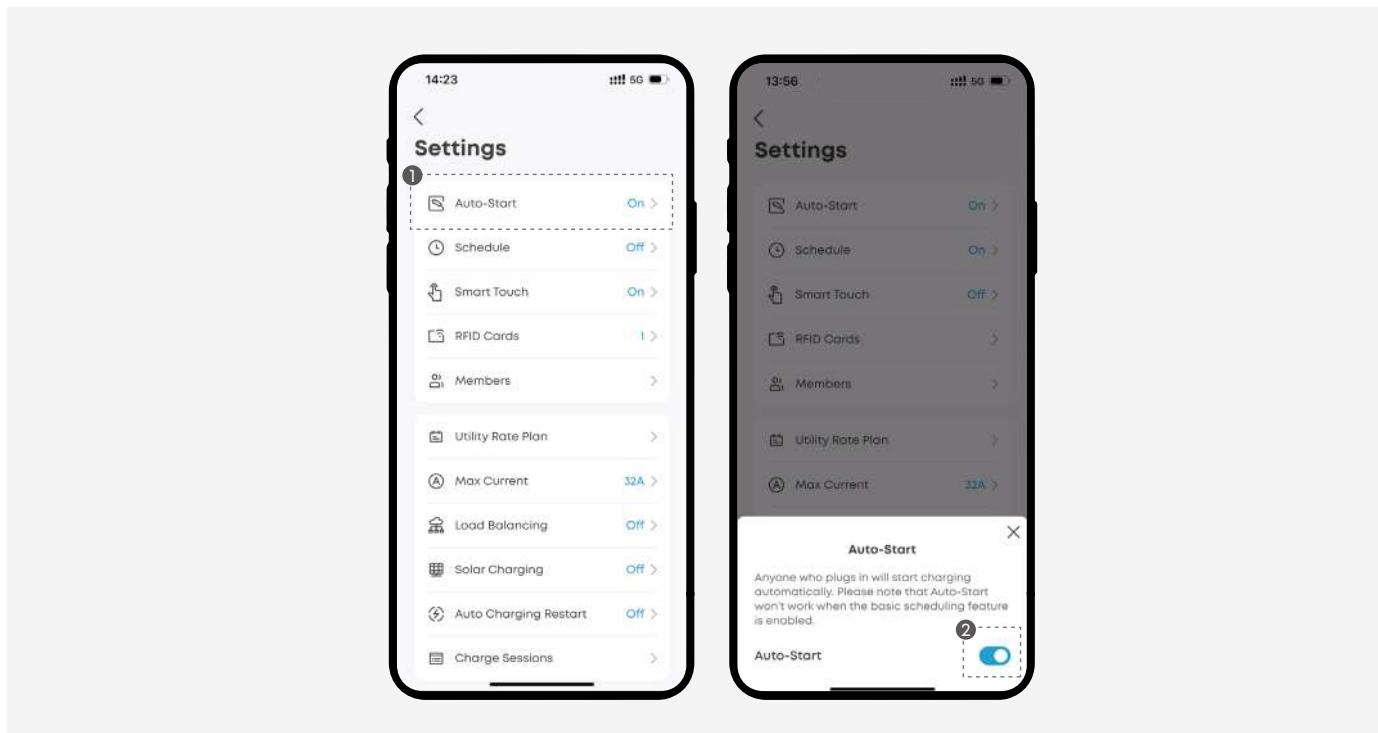 14:23
5G
Settings
1
Auto-Start On
Schedule Off
Smart Touch On
RFID Cards 1
Members
Utility Rate Plan
Max Current 32A
Load Balancing Off
Solar Charging Off
Auto Charging Restart Off
Charge Sessions
13:56
5G
Settings
Auto-Start On
Schedule On
Smart Touch Off
RFID Cards
Members
Utility Rate Plan
Max Current 32A
Auto-Start
Anyone who plugs in will start charging
automatically. Please note that Auto-Start
won't work when the basic scheduling feature
is enabled.
2
Auto-Start